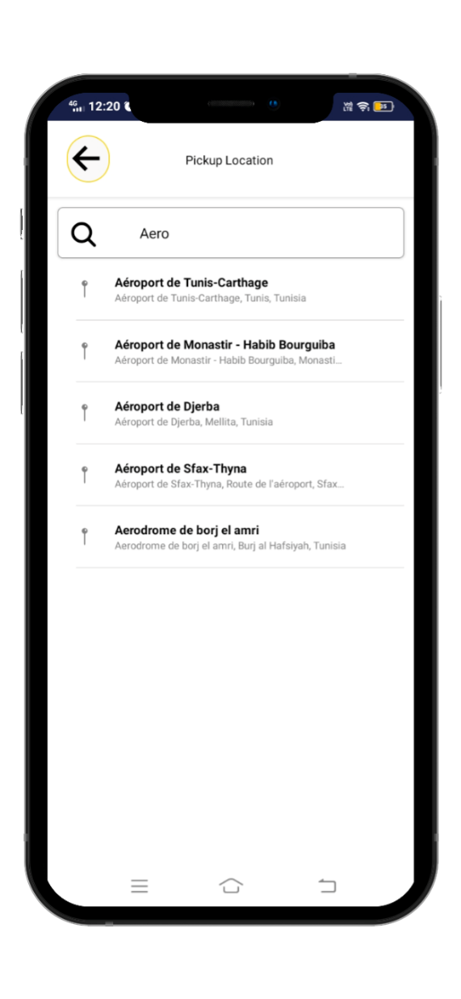 4G 12:20
Vo) LTE 35
Pickup Location
Aero
Aéroport de Tunis-Carthage
Aéroport de Tunis-Carthage, Tunis, Tunisia
Aéroport de Monastir - Habib Bourguiba
Aéroport de Monastir - Habib Bourguiba, Monasti...
Aéroport de Djerba
Aéroport de Djerba, Mellita, Tunisia
Aéroport de Sfax-Thyna
Aéroport de Sfax-Thyna, Route de l'aéroport, Sfax...
Aerodrome de borj el amri
Aerodrome de borj el amri, Burj al Hafsiyah, Tunisia